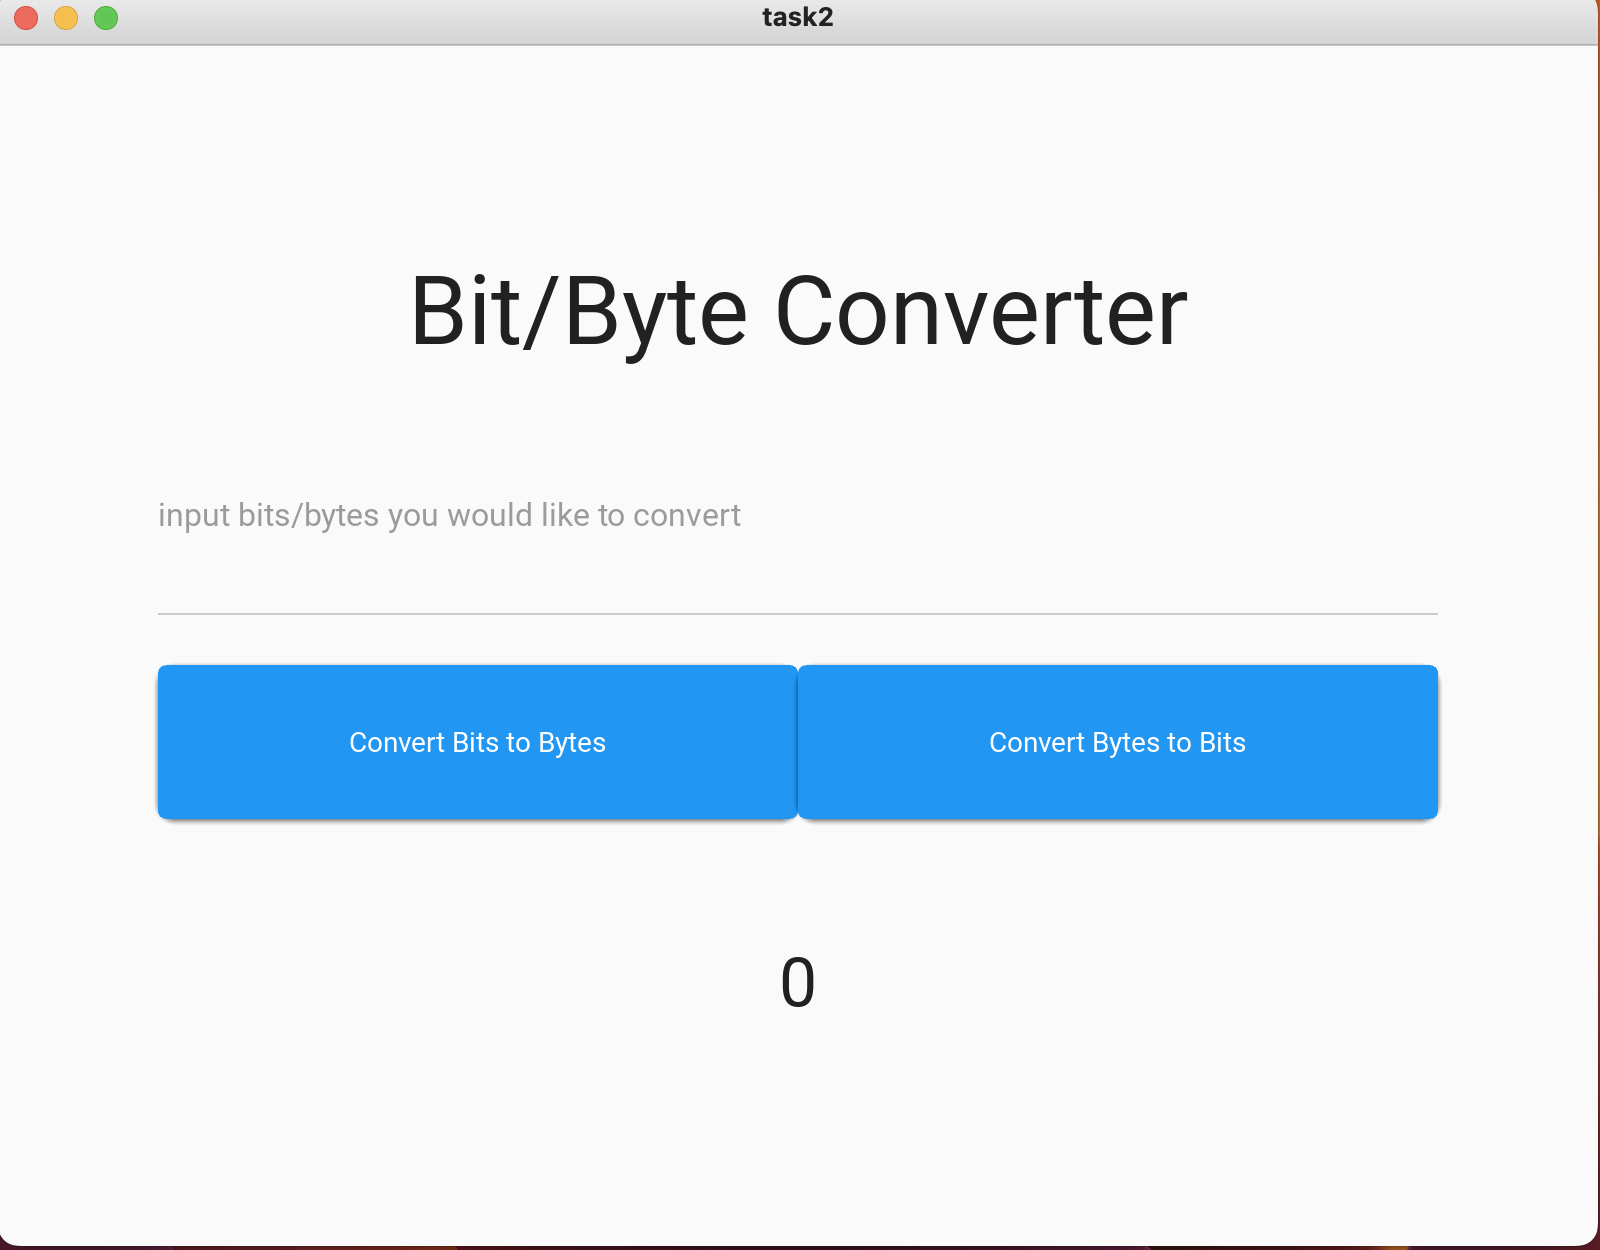 task2
Bit/Byte Converter
input bits/bytes you would like to convert
Convert Bits to Bytes
Convert Bytes to Bits
0